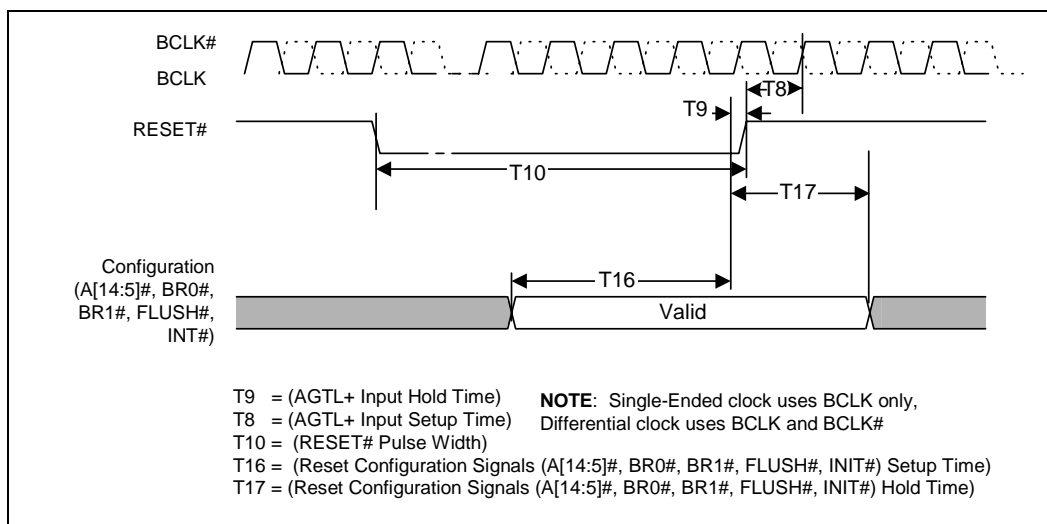 BCLK#
BCLK
T8
T9
RESET#
T10
T17
Configuration
(A[14:5]#, BR0#,
BR1#, FLUSH#,
INT#)
T16
Valid
T9 = (AGTL+ Input Hold Time)
T8 = (AGTL+ Input Setup Time)
T10 = (RESET# Pulse Width)
T16 = (Reset Configuration Signals (A[14:5]#, BR0#, BR1#, FLUSH#, INIT#) Setup Time)
T17 = (Reset Configuration Signals (A[14:5]#, BR0#, BR1#, FLUSH#, INIT#) Hold Time)
NOTE: Single-Ended clock uses BCLK only,
Differential clock uses BCLK and BCLK#